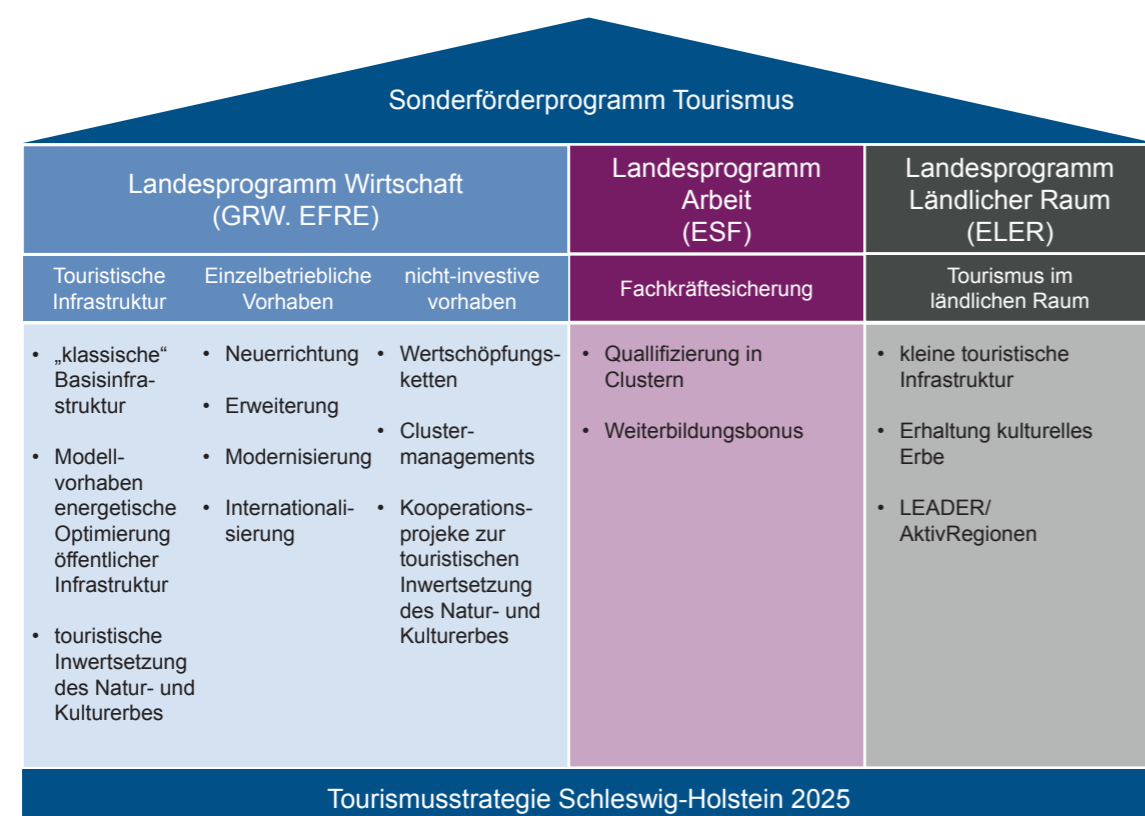 Sonderförderprogramm Tourismus
Landesprogramm Wirtschaft
(GRW. EFRE)
Landesprogramm
Arbeit
(ESF)
Landesprogramm
Ländlicher Raum
(ELER)
Touristische
Infrastruktur
Einzelbetriebliche
Vorhaben
nicht-investive
vorhaben
Fachkräftesicherung
Tourismus im
ländlichen Raum
• „klassische“
Basisinfra-
struktur
• Modell-
vorhaben
energetische
Optimierung
öffentlicher
Infrastruktur
• touristische
Inwertsetzung
des Natur- und
Kulturerbes
• Neuerrichtung
• Erweiterung
• Modernisierung
• Internationali-
sierung
• Wertschöpfungs-
ketten
• Cluster-
managements
• Kooperations-
projeke zur
touristischen
Inwertsetzung
des Natur- und
Kulturerbes
• Quallifizierung in
Clustern
• Weiterbildungsbonus
• kleine touristische
Infrastruktur
• Erhaltung kulturelles
Erbe
• LEADER/
AktivRegionen
Tourismusstrategie Schleswig-Holstein 2025